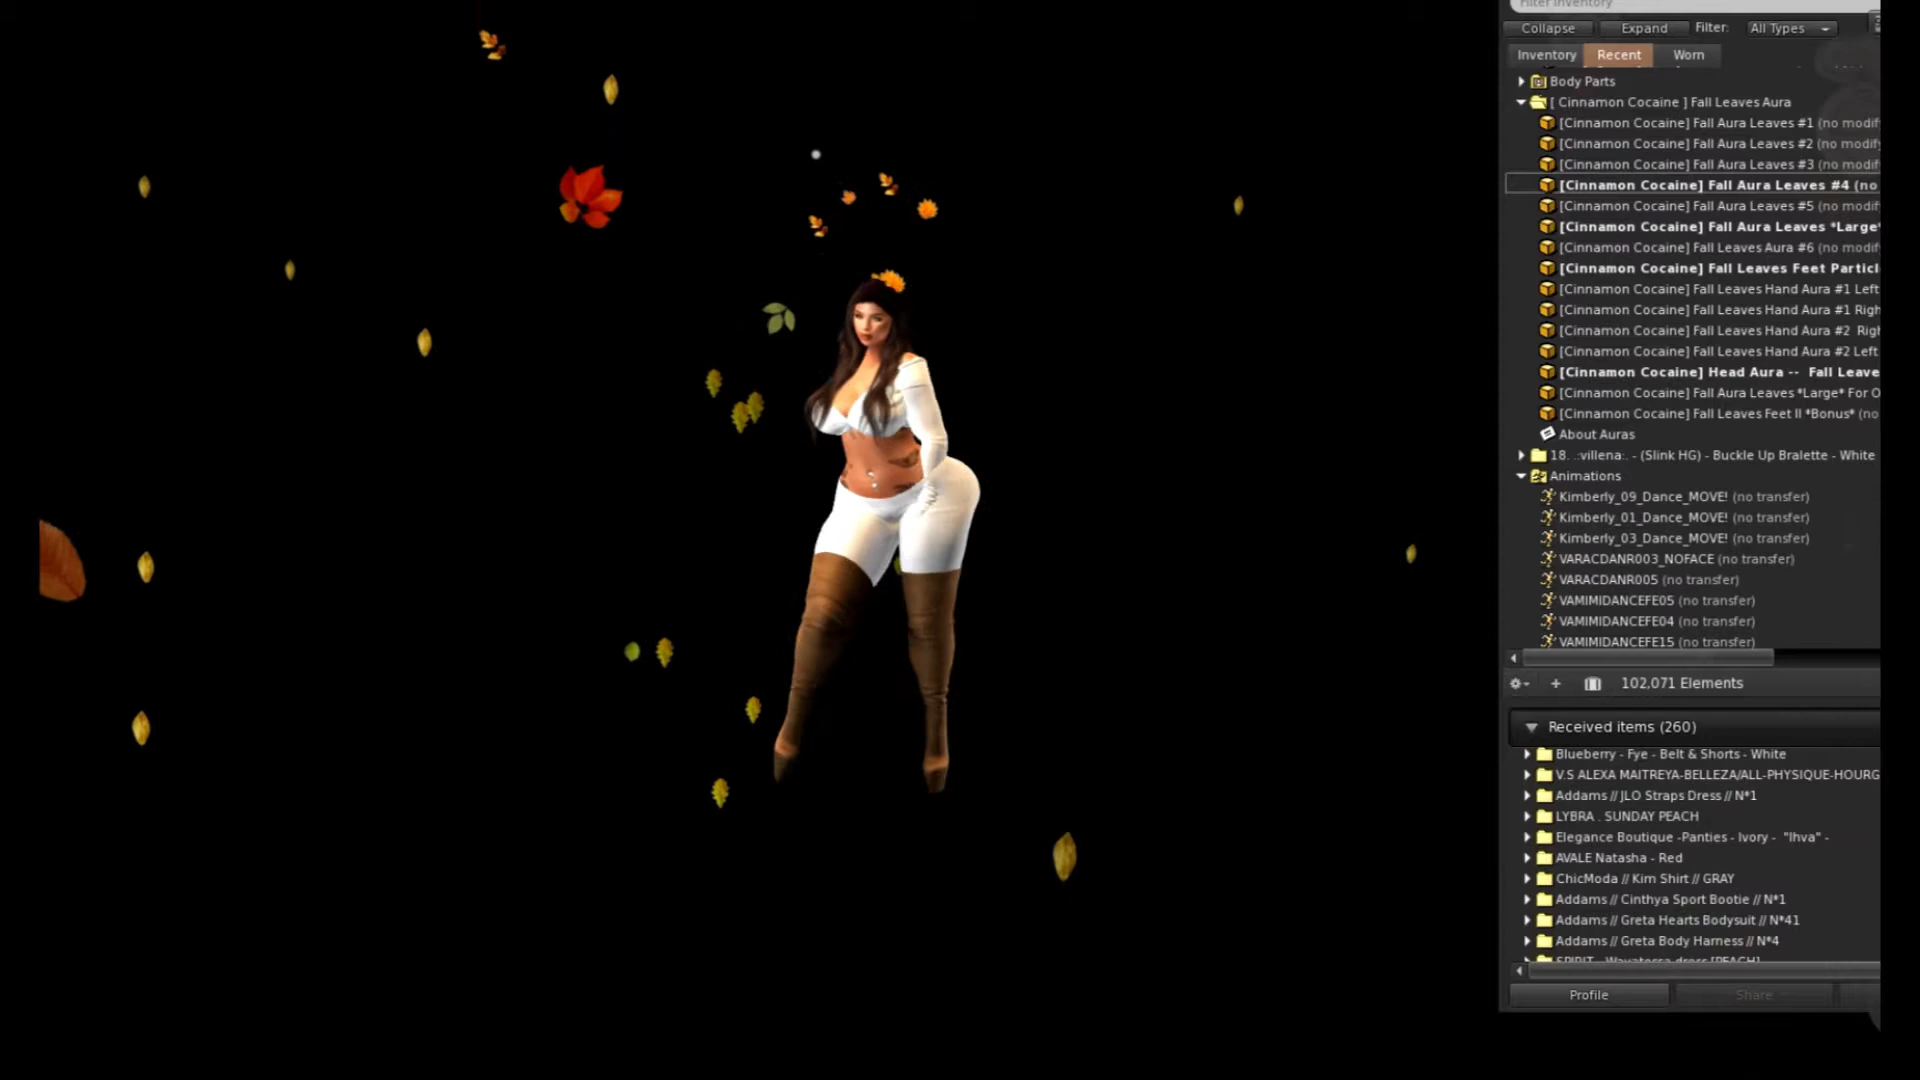 Filter Inventory
Collapse Expand Filter: All Types
Inventory Recent Worn
Body Parts
[ Cinnamon Cocaine ] Fall Leaves Aura
[Cinnamon Cocaine] Fall Aura Leaves #1 (no modif
[Cinnamon Cocaine] Fall Aura Leaves #2 (no modif
[Cinnamon Cocaine] Fall Aura Leaves #3 (no modif
[Cinnamon Cocaine] Fall Aura Leaves #4 (no
[Cinnamon Cocaine] Fall Aura Leaves #5 (no modif
[Cinnamon Cocaine] Fall Aura Leaves *Large*
[Cinnamon Cocaine] Fall Leaves Aura #6 (no modif
[Cinnamon Cocaine] Fall Leaves Feet Particl
[Cinnamon Cocaine] Fall Leaves Hand Aura #1 Left
[Cinnamon Cocaine] Fall Leaves Hand Aura #1 Righ
[Cinnamon Cocaine] Fall Leaves Hand Aura #2 Righ
[Cinnamon Cocaine] Fall Leaves Hand Aura #2 Left
[Cinnamon Cocaine] Head Aura -- Fall Leave
[Cinnamon Cocaine] Fall Aura Leaves *Large* For O
[Cinnamon Cocaine] Fall Leaves Feet II *Bonus* (no
About Auras
18. .:villena:. - (Slink HG) - Buckle Up Bralette - White
Animations
Kimberly_09_Dance_MOVE! (no transfer)
Kimberly_01_Dance_MOVE! (no transfer)
Kimberly_03_Dance_MOVE! (no transfer)
VARACDANR003_NOFACE (no transfer)
VARACDANR005 (no transfer)
VAMIMIDANCEFE05 (no transfer)
VAMIMIDANCEFE04 (no transfer)
VAMIMIDANCEFE15 (no transfer)
102,071 Elements
Received items (260)
Blueberry - Fye - Belt & Shorts - White
V.S ALEXA MAITREYA-BELLEZA/ALL-PHYSIQUE-HOURG
Addams // JLO Straps Dress // N*1
LYBRA . SUNDAY PEACH
Elegance Boutique -Panties - Ivory - "Ihva" -
AVALE Natasha - Red
ChicModa // Kim Shirt // GRAY
Addams // Cinthya Sport Bootie // N*1
Addams // Greta Hearts Bodysuit // N*41
Addams // Greta Body Harness // N*4
Profile Share